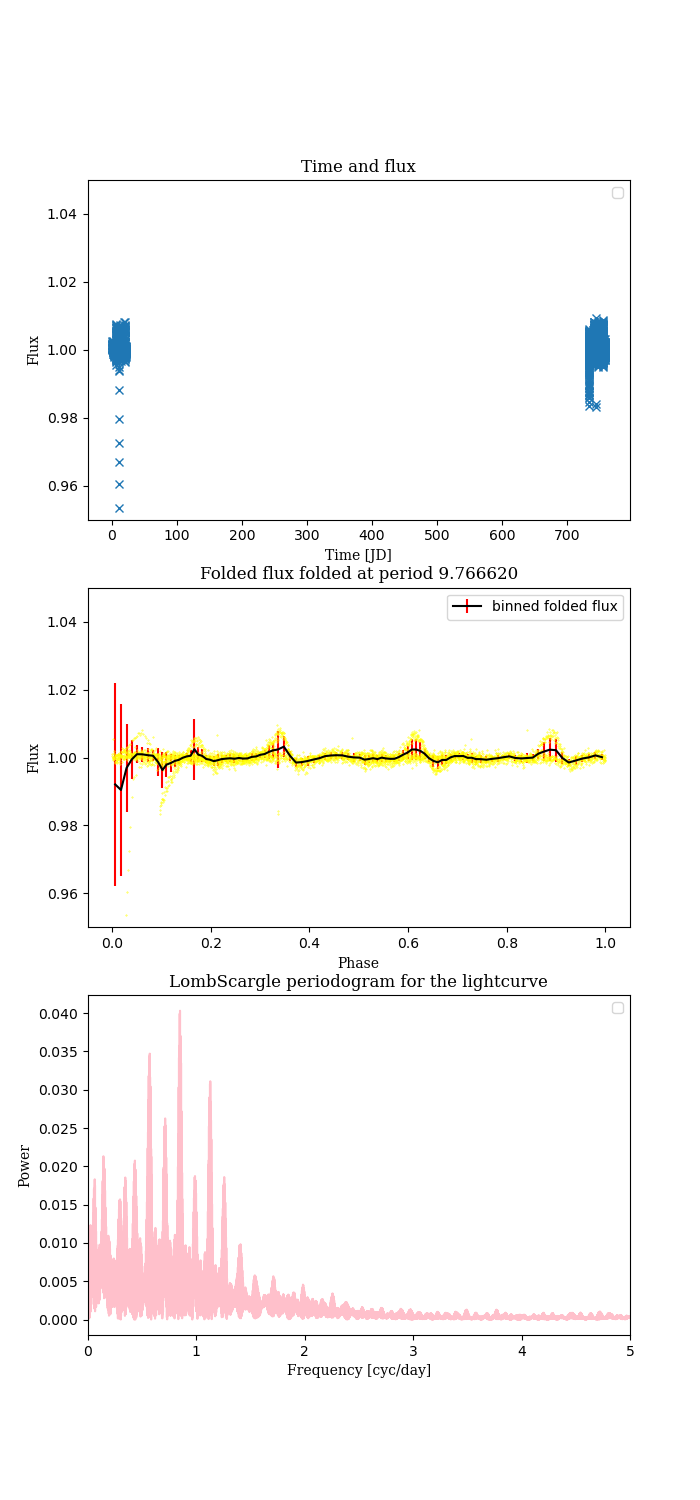 Time and flux
1.04
1.02
1.00
0.98
0.96
Flux
0 100 200 300 400 500 600 700
Time [JD]
Folded flux folded at period 9.766620
binned folded flux
1.04
1.02
1.00
0.98
0.96
Flux
0.0 0.2 0.4 0.6 0.8 1.0
Phase
LombScargle periodogram for the lightcurve
0.040
0.035
0.030
0.025
0.020
0.015
0.010
0.005
0.000
Power
0 1 2 3 4 5
Frequency [cyc/day]